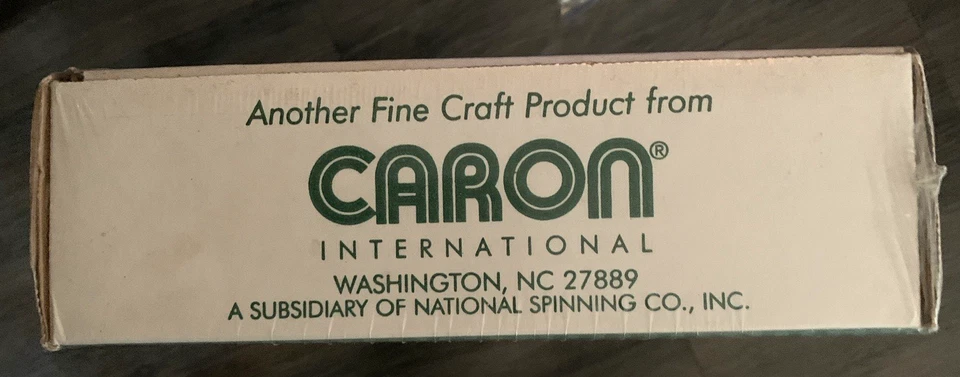 Another Fine Craft Product from
CARON®
INTERNATIONAL
WASHINGTON, NC 27889
A SUBSIDIARY OF NATIONAL SPINNING CO., INC.